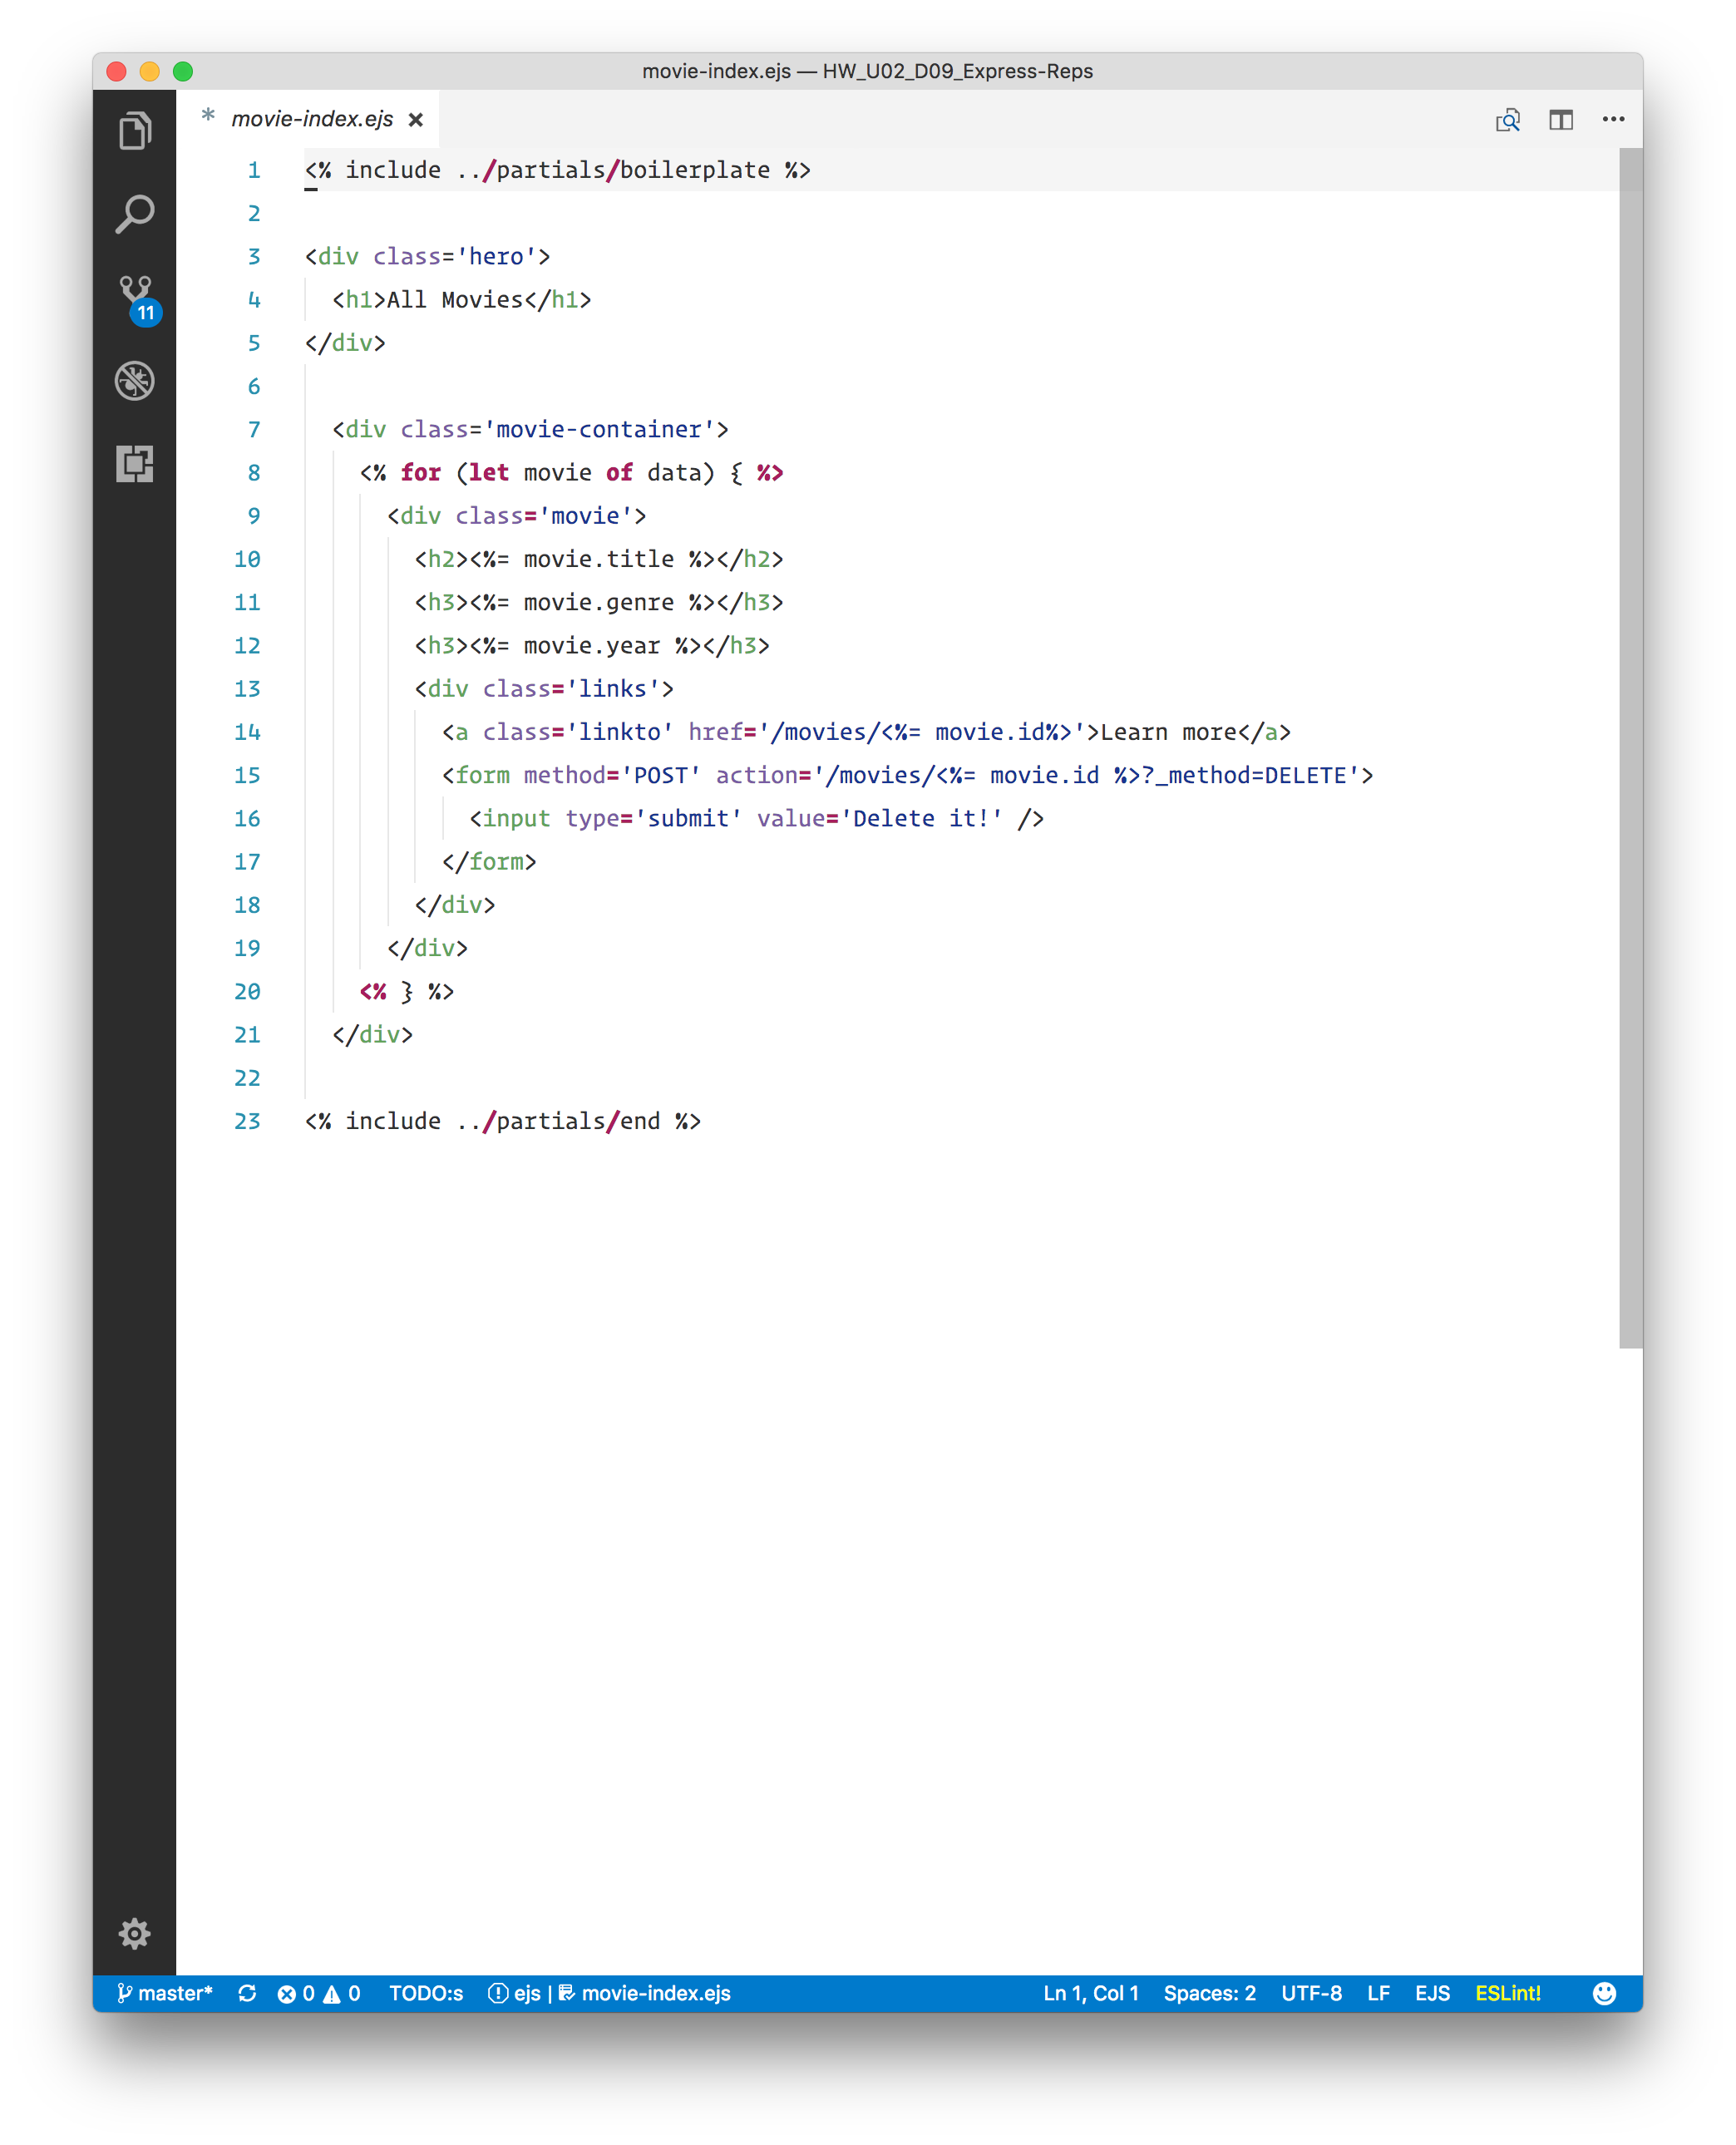 movie-index.ejs — HW_U02_D09_Express-Reps
* movie-index.ejs ×
1 <% include ../partials/boilerplate %>
2
3 <div class='hero'>
4   <h1>All Movies</h1>
5 </div>
6
7   <div class='movie-container'>
8     <% for (let movie of data) { %>
9       <div class='movie'>
10         <h2><%= movie.title %></h2>
11         <h3><%= movie.genre %></h3>
12         <h3><%= movie.year %></h3>
13         <div class='links'>
14           <a class='linkto' href='/movies/<%= movie.id%>'>Learn more</a>
15           <form method='POST' action='/movies/<%= movie.id %>?_method=DELETE'>
16             <input type='submit' value='Delete it!' />
17           </form>
18         </div>
19       </div>
20     <% } %>
21   </div>
22
23 <% include ../partials/end %>
11
master* 0 0 TODO:s ejs | movie-index.ejs Ln 1, Col 1 Spaces: 2 UTF-8 LF EJS ESLint!